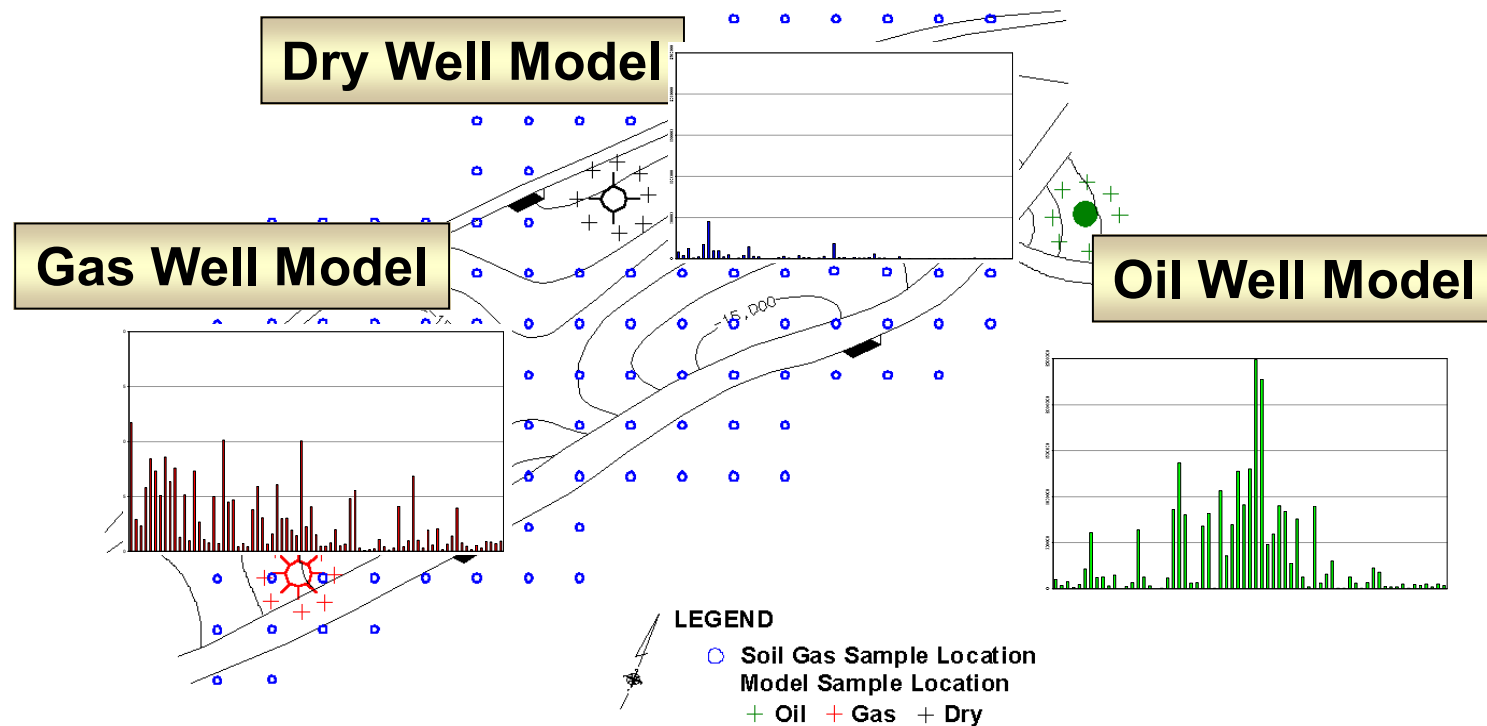 Dry Well Model
Gas Well Model
Oil Well Model
-15,000
LEGEND
Soil Gas Sample Location
Model Sample Location
Oil Gas Dry